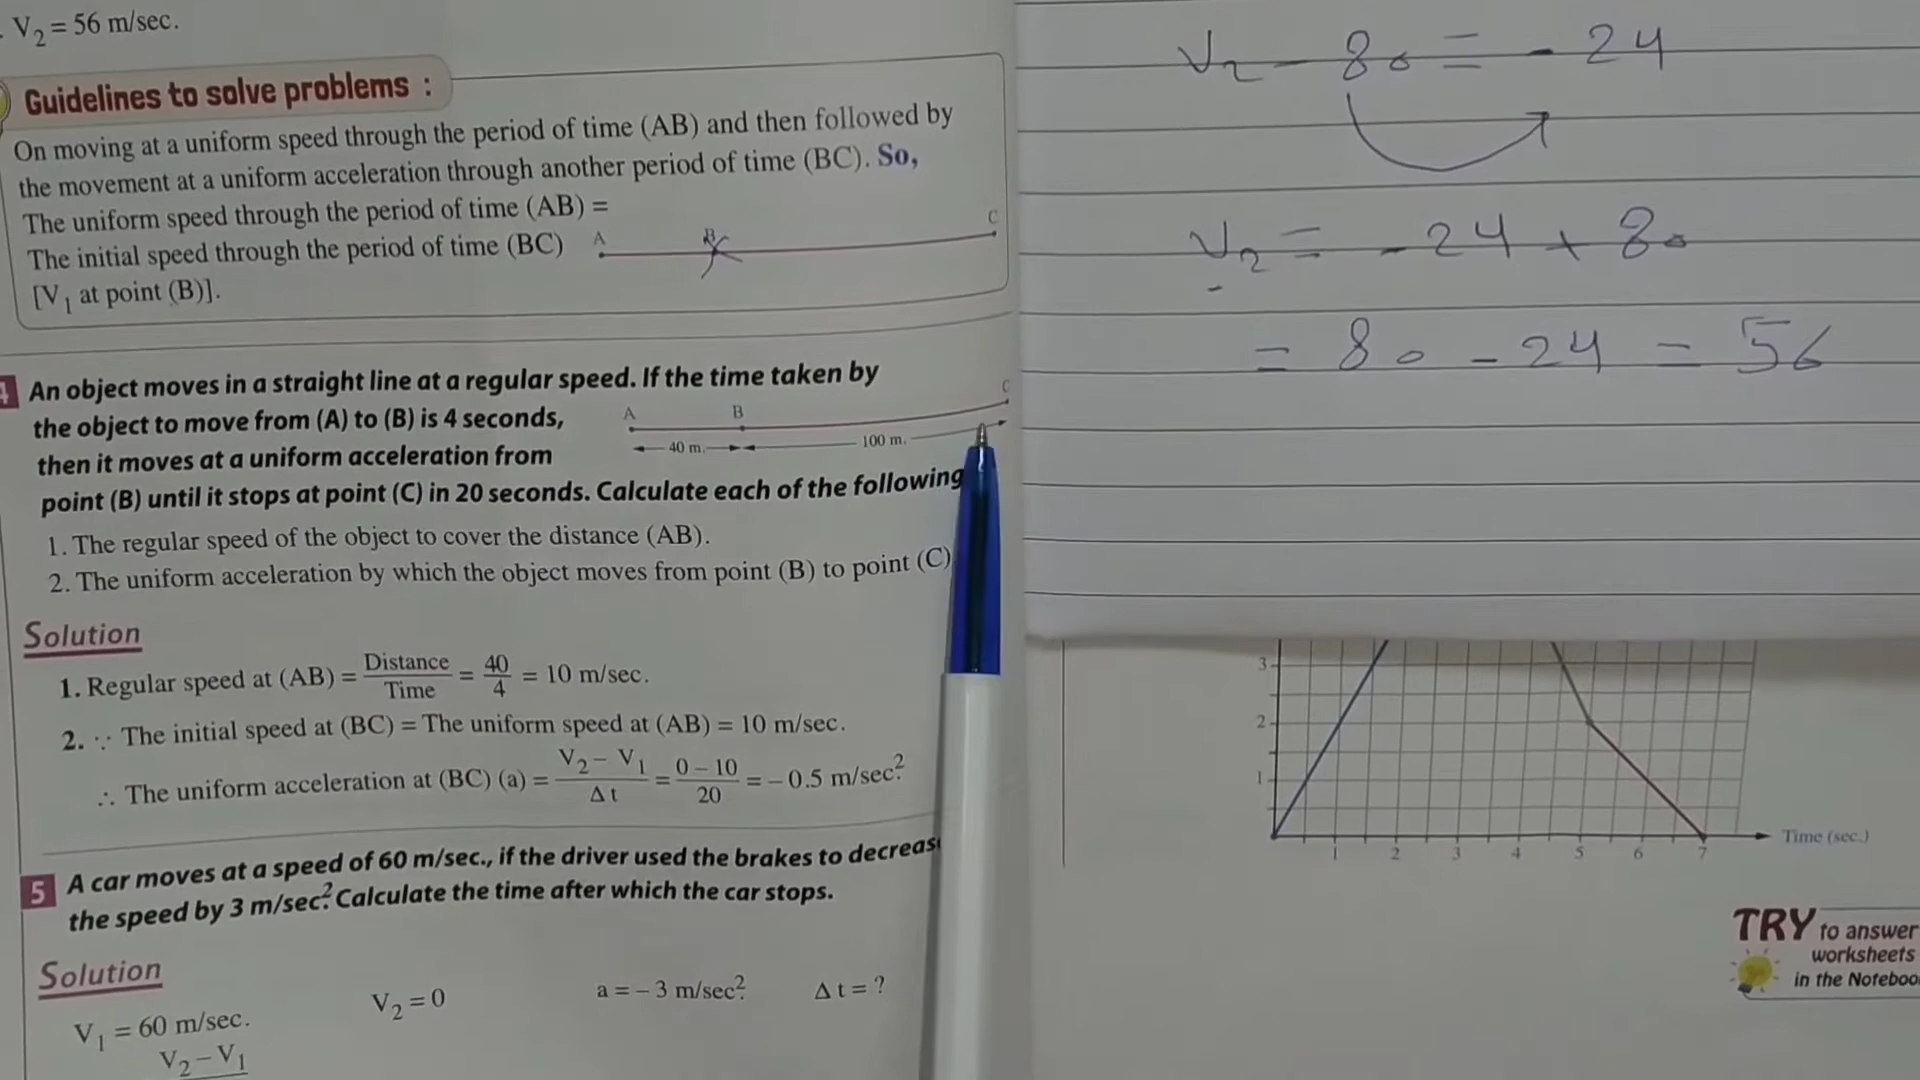 V2 = 56 m/sec.
Guidelines to solve problems :
On moving at a uniform speed through the period of time (AB) and then followed by
the movement at a uniform acceleration through another period of time (BC). So,
The uniform speed through the period of time (AB) =
The initial speed through the period of time (BC)
[V1 at point (B)].
A B C
An object moves in a straight line at a regular speed. If the time taken by
the object to move from (A) to (B) is 4 seconds,
then it moves at a uniform acceleration from
point (B) until it stops at point (C) in 20 seconds. Calculate each of the following
A B C
40 m. 100 m.
1. The regular speed of the object to cover the distance (AB).
2. The uniform acceleration by which the object moves from point (B) to point (C)
Solution
1. Regular speed at (AB) = Distance / Time = 40 / 4 = 10 m/sec.
2. ∵ The initial speed at (BC) = The uniform speed at (AB) = 10 m/sec.
∴ The uniform acceleration at (BC) (a) = V2 – V1 / Δt = 0 – 10 / 20 = – 0.5 m/sec².
5 A car moves at a speed of 60 m/sec., if the driver used the brakes to decreas
the speed by 3 m/sec². Calculate the time after which the car stops.
Solution
V1 = 60 m/sec. V2 = 0 a = – 3 m/sec². Δt = ?
V2 – V1
V2 - 80 = - 24
V2 = - 24 + 80
= 80 - 24 = 56
3
2
1
1 2 3 4 5 6 7
Time (sec.)
TRY to answer
worksheets
in the Noteboo